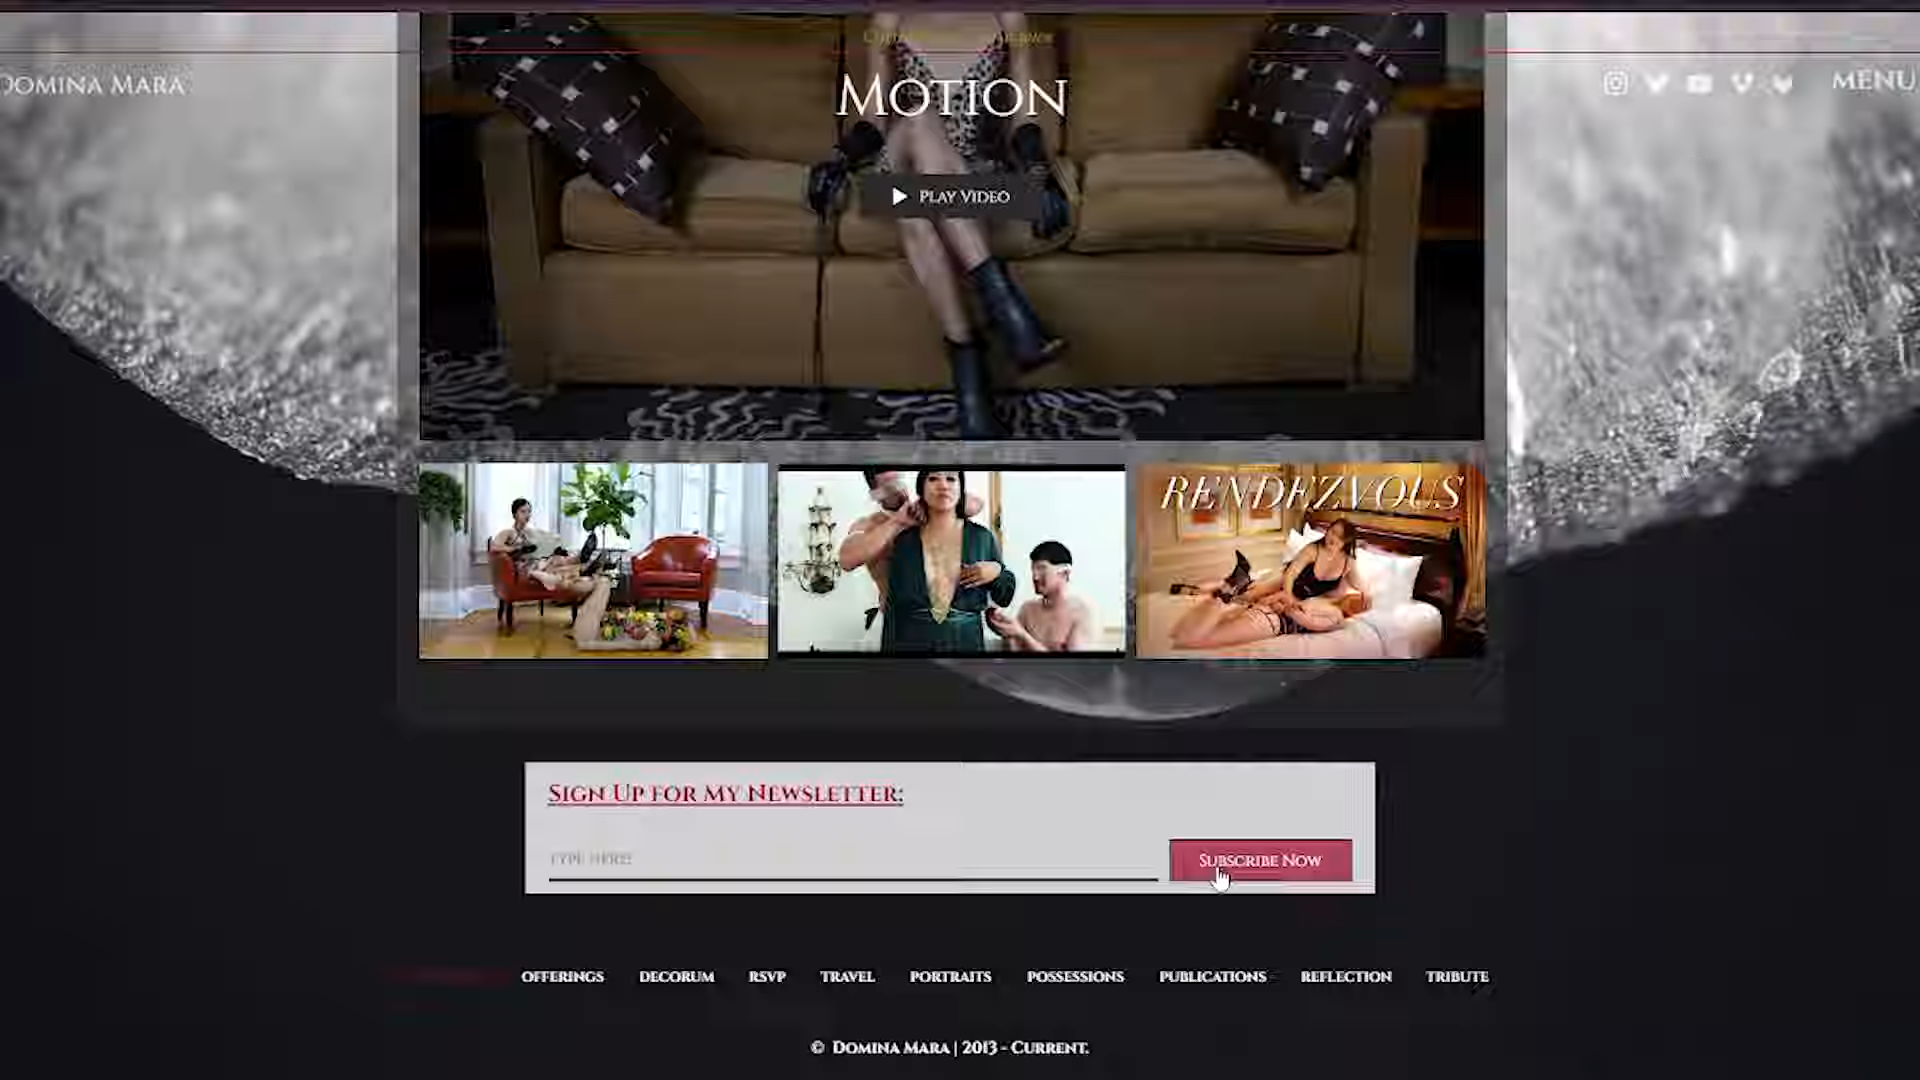 Domina Mara
MENU
Motion
Play Video
RENDEZVOUS
Sign Up for My Newsletter:
Type here!
Subscribe Now
OFFERINGS DECORUM RSVP TRAVEL PORTRAITS POSSESSIONS PUBLICATIONS REFLECTION TRIBUTE
© Domina Mara | 2013 - Current.